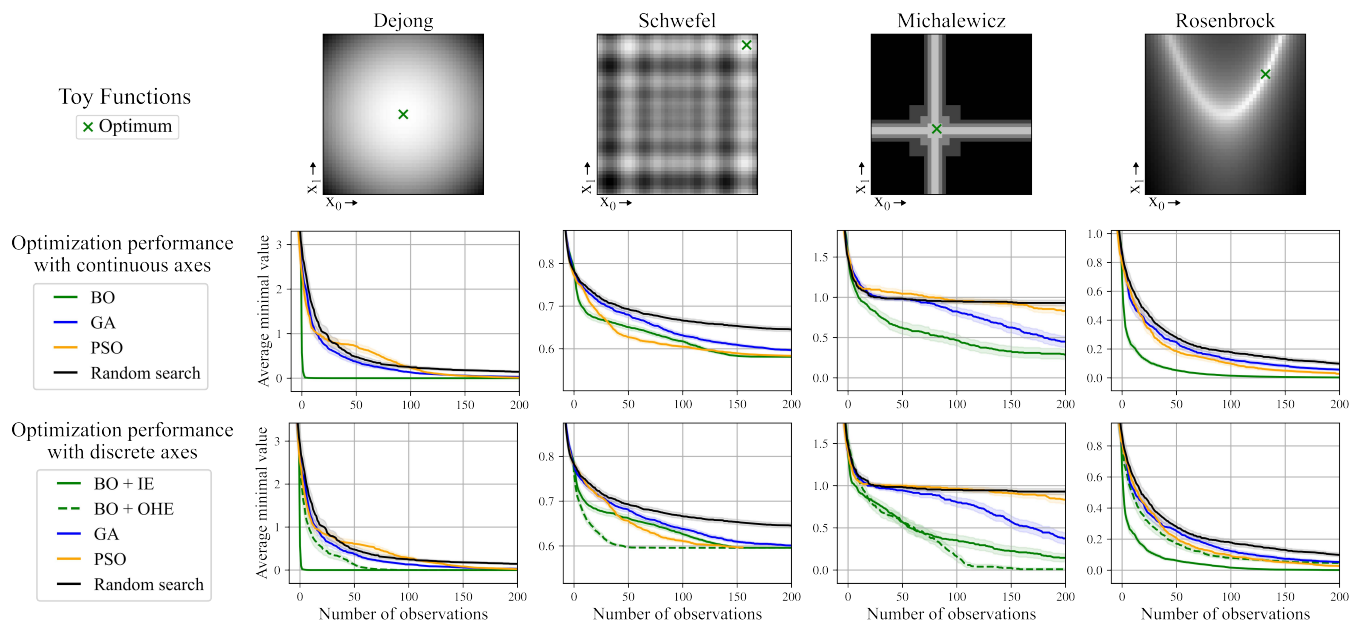 Dejong
Schwefel
Michalewicz
Rosenbrock
Toy Functions
Optimum
x₁ →
x₀ →
x₁ →
x₀ →
x₁ →
x₀ →
x₁ →
x₀ →
Optimization performance
with continuous axes
BO
GA
PSO
Random search
Average minimal value
3
2
1
0
0 50 100 150 200
0.8
0.7
0.6
0 50 100 150 200
1.5
1.0
0.5
0.0
0 50 100 150 200
1.0
0.8
0.6
0.4
0.2
0.0
0 50 100 150 200
Optimization performance
with discrete axes
BO + IE
BO + OHE
GA
PSO
Random search
Average minimal value
3
2
1
0
0 50 100 150 200
Number of observations
0.8
0.7
0.6
0 50 100 150 200
Number of observations
1.5
1.0
0.5
0.0
0 50 100 150 200
Number of observations
0.8
0.6
0.4
0.2
0.0
0 50 100 150 200
Number of observations